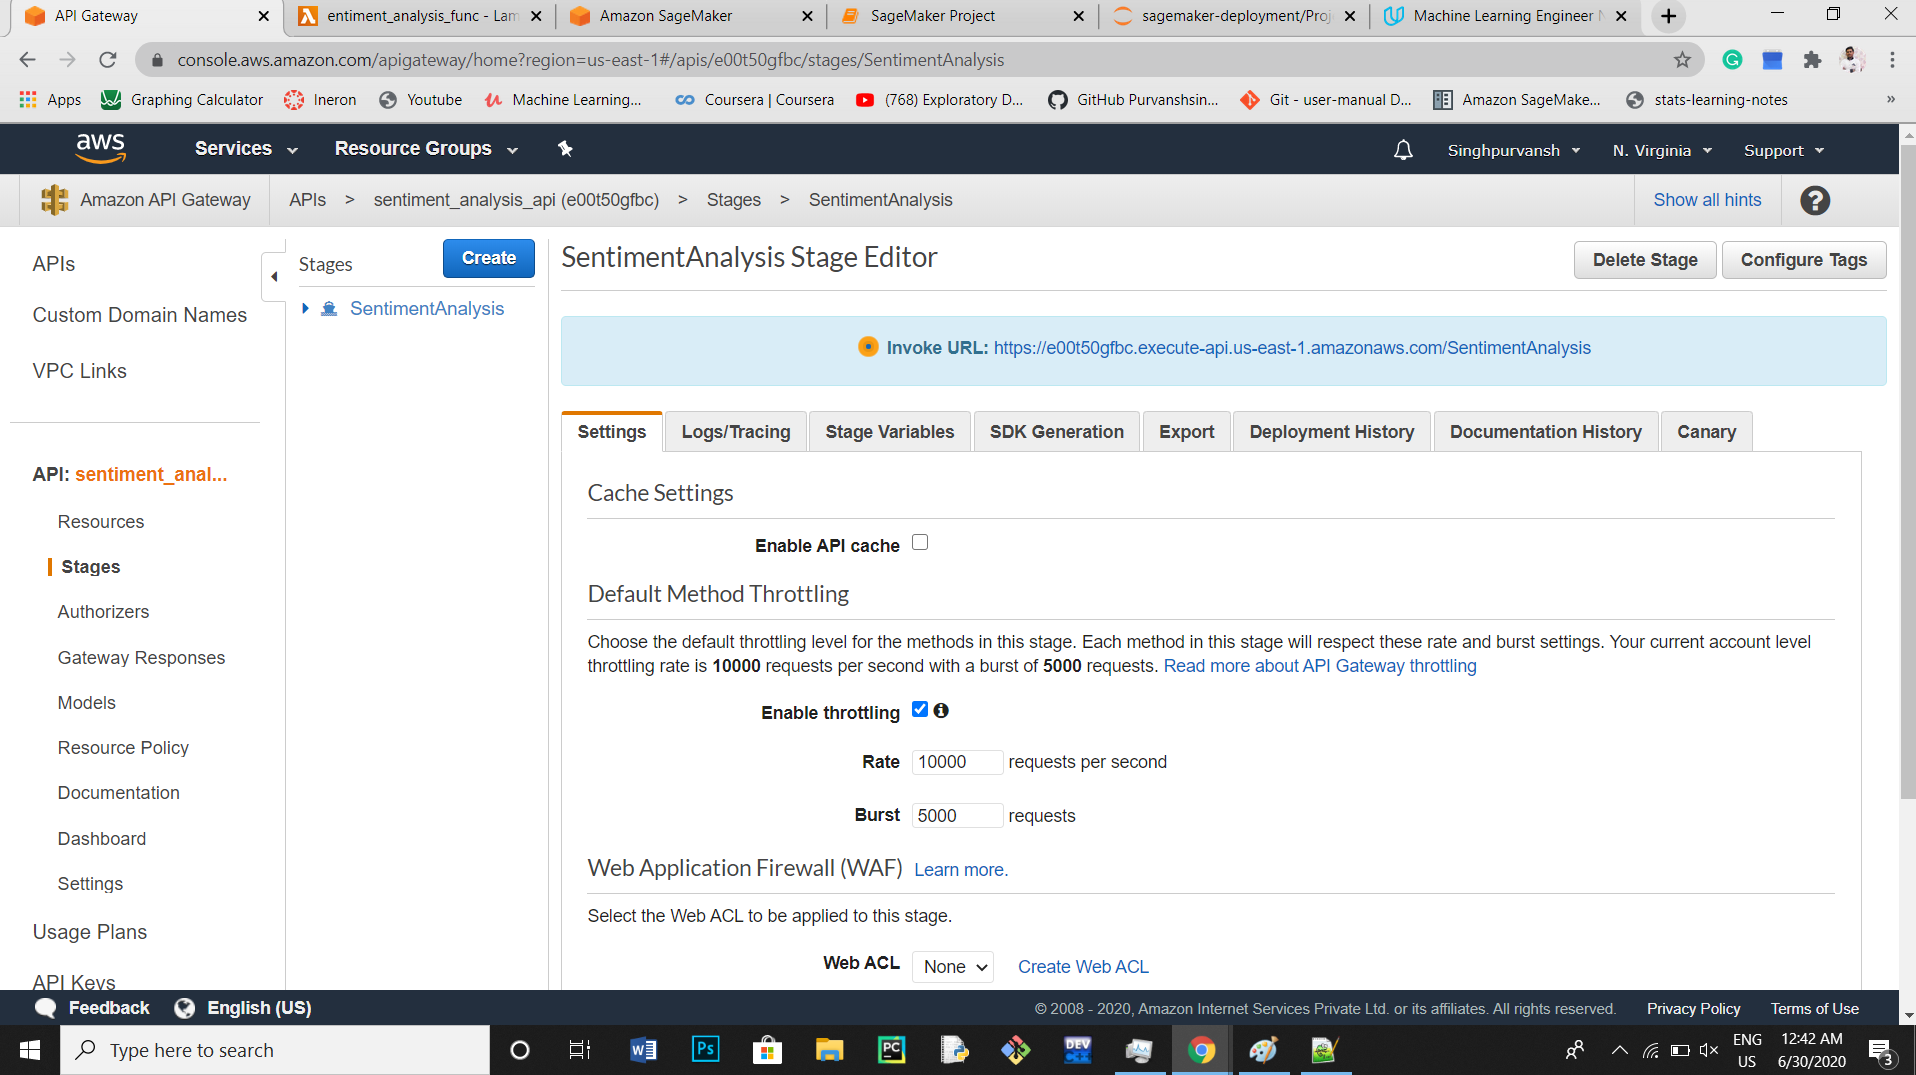 API Gateway
entiment_analysis_func - Lam
Amazon SageMaker
SageMaker Project
sagemaker-deployment/Proj
Machine Learning Engineer N
console.aws.amazon.com/apigateway/home?region=us-east-1#/apis/e00t50gfbc/stages/SentimentAnalysis
Apps
Graphing Calculator
Ineron
Youtube
Machine Learning...
Coursera | Coursera
(768) Exploratory D...
GitHub Purvanshsin...
Git - user-manual D...
Amazon SageMake...
stats-learning-notes
»
aws
Services
Resource Groups
Singhpurvansh
N. Virginia
Support
Amazon API Gateway
APIs > sentiment_analysis_api (e00t50gfbc) > Stages > SentimentAnalysis
Show all hints
APIs
Custom Domain Names
VPC Links
API: sentiment_anal...
Resources
Stages
Authorizers
Gateway Responses
Models
Resource Policy
Documentation
Dashboard
Settings
Usage Plans
API Keys
Stages
Create
SentimentAnalysis
SentimentAnalysis Stage Editor
Delete Stage
Configure Tags
Invoke URL: https://e00t50gfbc.execute-api.us-east-1.amazonaws.com/SentimentAnalysis
Settings
Logs/Tracing
Stage Variables
SDK Generation
Export
Deployment History
Documentation History
Canary
Cache Settings
Enable API cache
Default Method Throttling
Choose the default throttling level for the methods in this stage. Each method in this stage will respect these rate and burst settings. Your current account level
throttling rate is 10000 requests per second with a burst of 5000 requests. Read more about API Gateway throttling
Enable throttling
Rate 10000 requests per second
Burst 5000 requests
Web Application Firewall (WAF) Learn more.
Select the Web ACL to be applied to this stage.
Web ACL None Create Web ACL
Feedback
English (US)
© 2008 - 2020, Amazon Internet Services Private Ltd. or its affiliates. All rights reserved.
Privacy Policy
Terms of Use
Type here to search
W
Ps
PC
DEV
ENG
US
12:42 AM
6/30/2020
3